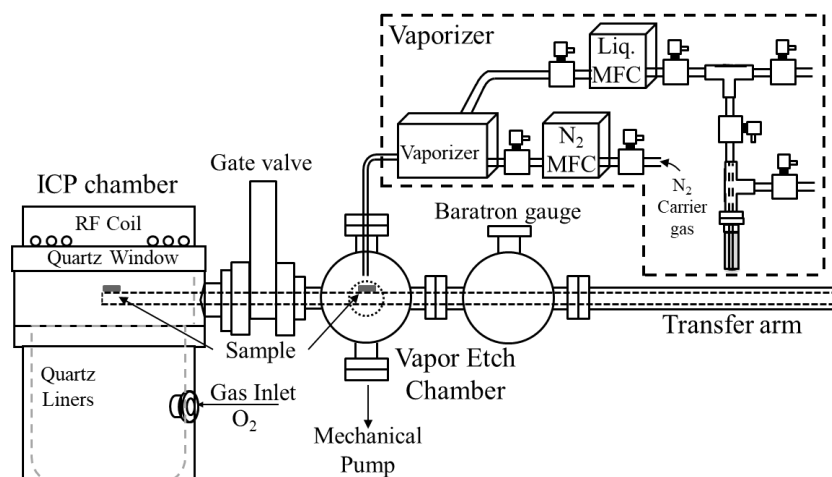 Vaporizer
Liq.
MFC
Vaporizer
N2
MFC
N2
Carrier
gas
Gate valve
ICP chamber
RF Coil
Quartz Window
Baratron gauge
Sample
Transfer arm
Vapor Etch
Chamber
Quartz
Liners
Gas Inlet
O2
Mechanical
Pump